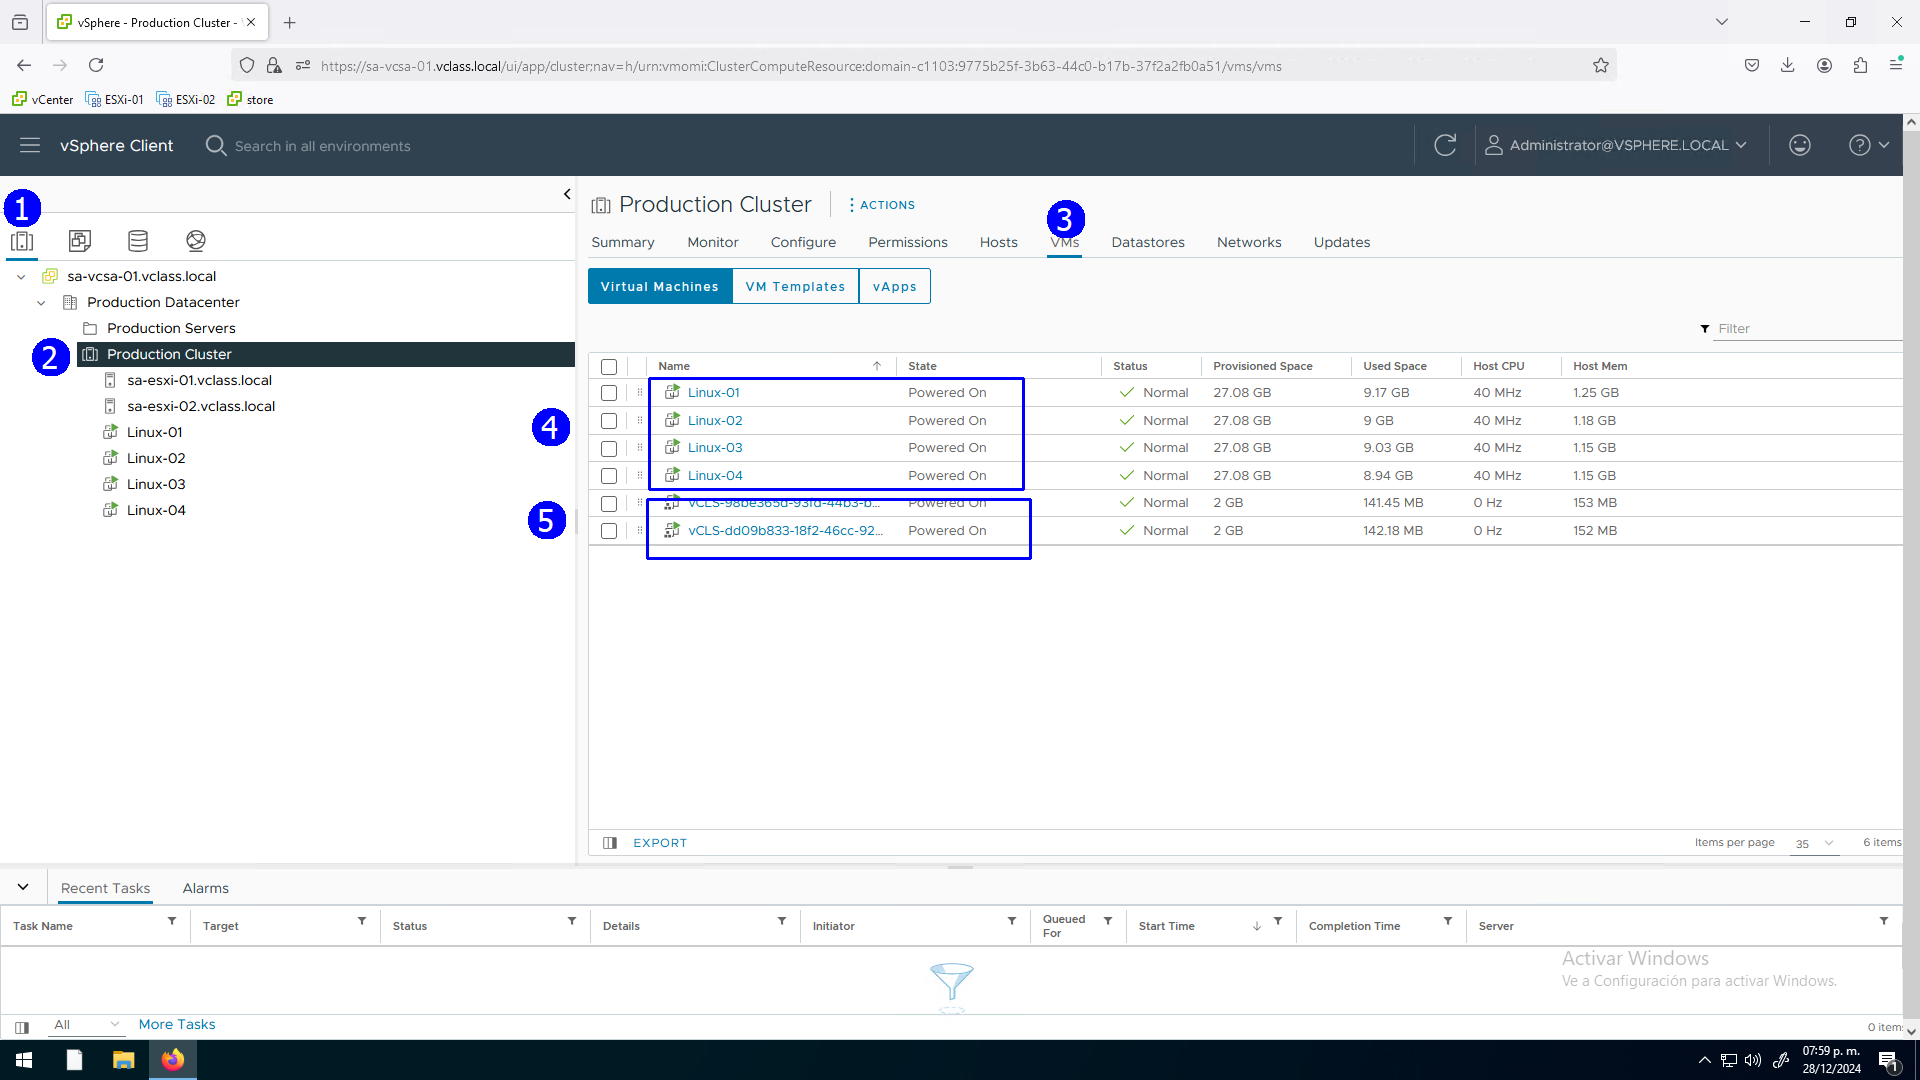 vSphere - Production Cluster -
https://sa-vcsa-01.vclass.local/ui/app/cluster;nav=h/urn:vmomi:ClusterComputeResource:domain-c1103:9775b25f-3b63-44c0-b17b-37f2a2fb0a51/vms/vms
vCenter ESXi-01 ESXi-02 store
vSphere Client Search in all environments Administrator@VSPHERE.LOCAL
1
sa-vcsa-01.vclass.local
Production Datacenter
Production Servers
2 Production Cluster
sa-esxi-01.vclass.local
sa-esxi-02.vclass.local
Linux-01
Linux-02
Linux-03
Linux-04
Production Cluster ACTIONS
3
Summary Monitor Configure Permissions Hosts VMs Datastores Networks Updates
Virtual Machines VM Templates vApps
Filter
Name State Status Provisioned Space Used Space Host CPU Host Mem
Linux-01 Powered On Normal 27.08 GB 9.17 GB 40 MHz 1.25 GB
4 Linux-02 Powered On Normal 27.08 GB 9 GB 40 MHz 1.18 GB
Linux-03 Powered On Normal 27.08 GB 9.03 GB 40 MHz 1.15 GB
Linux-04 Powered On Normal 27.08 GB 8.94 GB 40 MHz 1.15 GB
vCLS-98be365d-93fd-44b3-b... Powered On Normal 2 GB 141.45 MB 0 Hz 153 MB
5 vCLS-dd09b833-18f2-46cc-92... Powered On Normal 2 GB 142.18 MB 0 Hz 152 MB
EXPORT Items per page 35 6 items
Recent Tasks Alarms
Task Name Target Status Details Initiator Queued For Start Time Completion Time Server
Activar Windows
Ve a Configuración para activar Windows.
All More Tasks 0 items
07:59 p. m.
28/12/2024
1